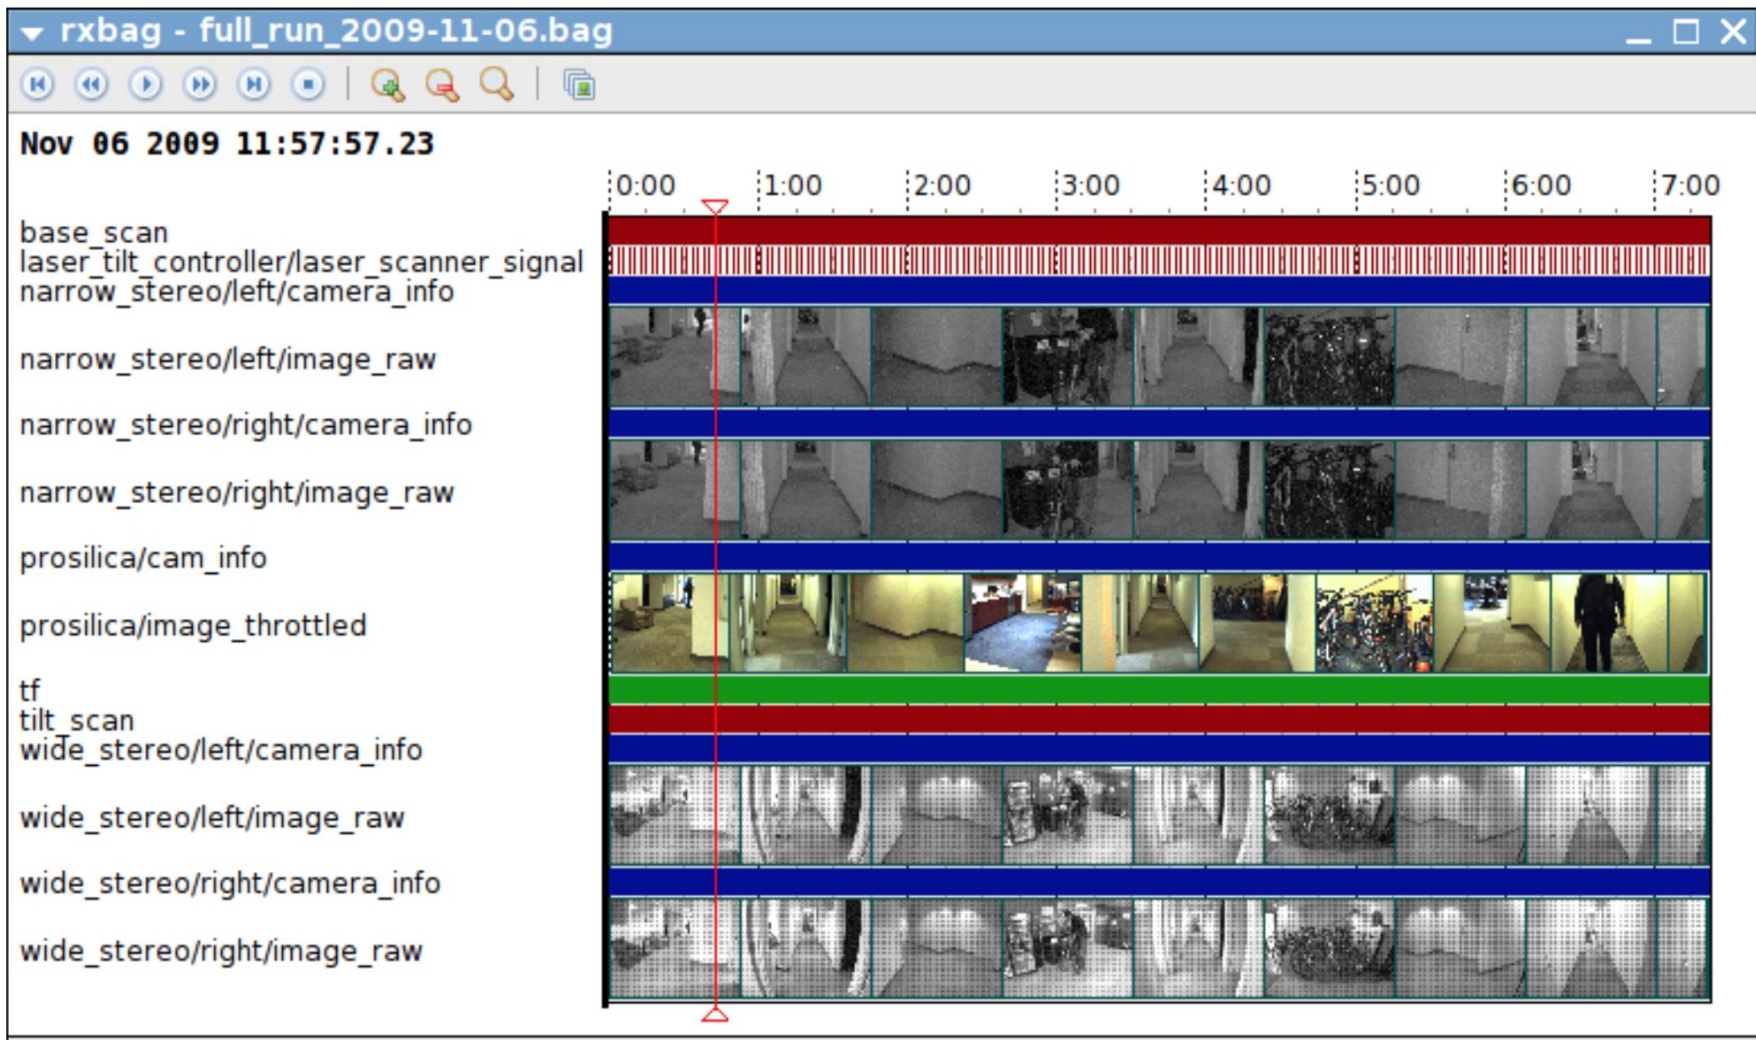 rxbag - full_run_2009-11-06.bag
Nov 06 2009 11:57:57.23
0:00 1:00 2:00 3:00 4:00 5:00 6:00 7:00
base_scan
laser_tilt_controller/laser_scanner_signal
narrow_stereo/left/camera_info
narrow_stereo/left/image_raw
narrow_stereo/right/camera_info
narrow_stereo/right/image_raw
prosilica/cam_info
prosilica/image_throttled
tf
tilt_scan
wide_stereo/left/camera_info
wide_stereo/left/image_raw
wide_stereo/right/camera_info
wide_stereo/right/image_raw